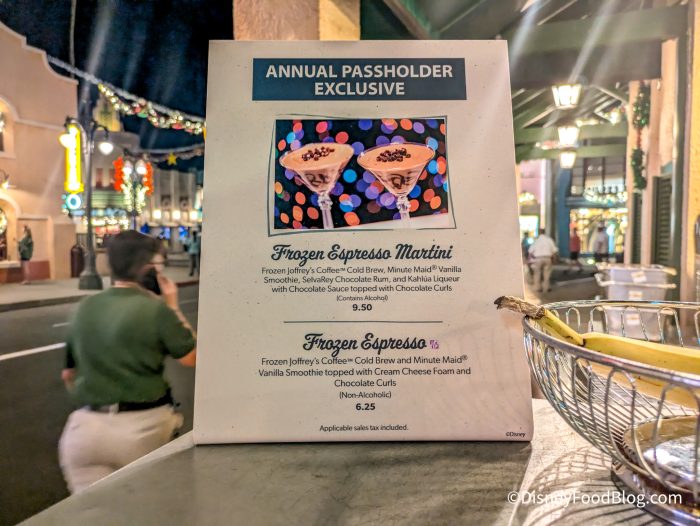 ANNUAL PASSHOLDER
EXCLUSIVE
Frozen Espresso Martini
Frozen Joffrey's Coffee™ Cold Brew, Minute Maid® Vanilla
Smoothie, SelvaRey Chocolate Rum, and Kahlúa Liqueur
with Chocolate Sauce topped with Chocolate Curls
(Contains Alcohol)
9.50
Frozen Espresso
Frozen Joffrey's Coffee™ Cold Brew and Minute Maid®
Vanilla Smoothie topped with Cream Cheese Foam and
Chocolate Curls
(Non-Alcoholic)
6.25
Applicable sales tax included.
©Disney
©DisneyFoodBlog.com